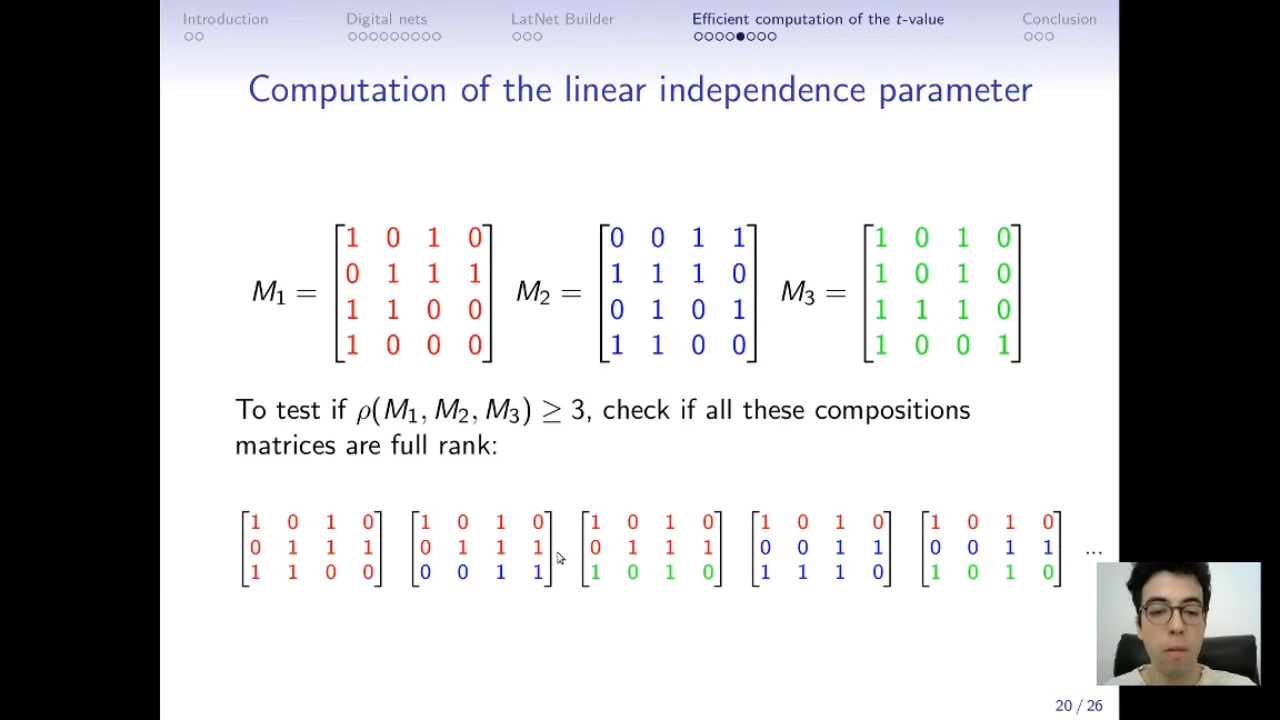 Introduction Digital nets LatNet Builder Efficient computation of the t-value Conclusion
Computation of the linear independence parameter
1 0 1 0 0 0 1 1 1 0 1 0
0 1 1 1 1 1 1 0 1 0 1 0
M1 = M2 = M3 =
1 1 0 0 0 1 0 1 1 1 1 0
1 0 0 0 1 1 0 0 1 0 0 1
To test if ρ(M1, M2, M3) ≥ 3, check if all these compositions
matrices are full rank:
1 0 1 0 1 0 1 0 1 0 1 0 1 0 1 0 1 0 1 0
0 1 1 1 0 1 1 1 0 1 1 1 0 0 1 1 0 0 1 1 ...
1 1 0 0 0 0 1 1 1 0 1 0 1 1 1 0 1 0 1 0
20 / 26